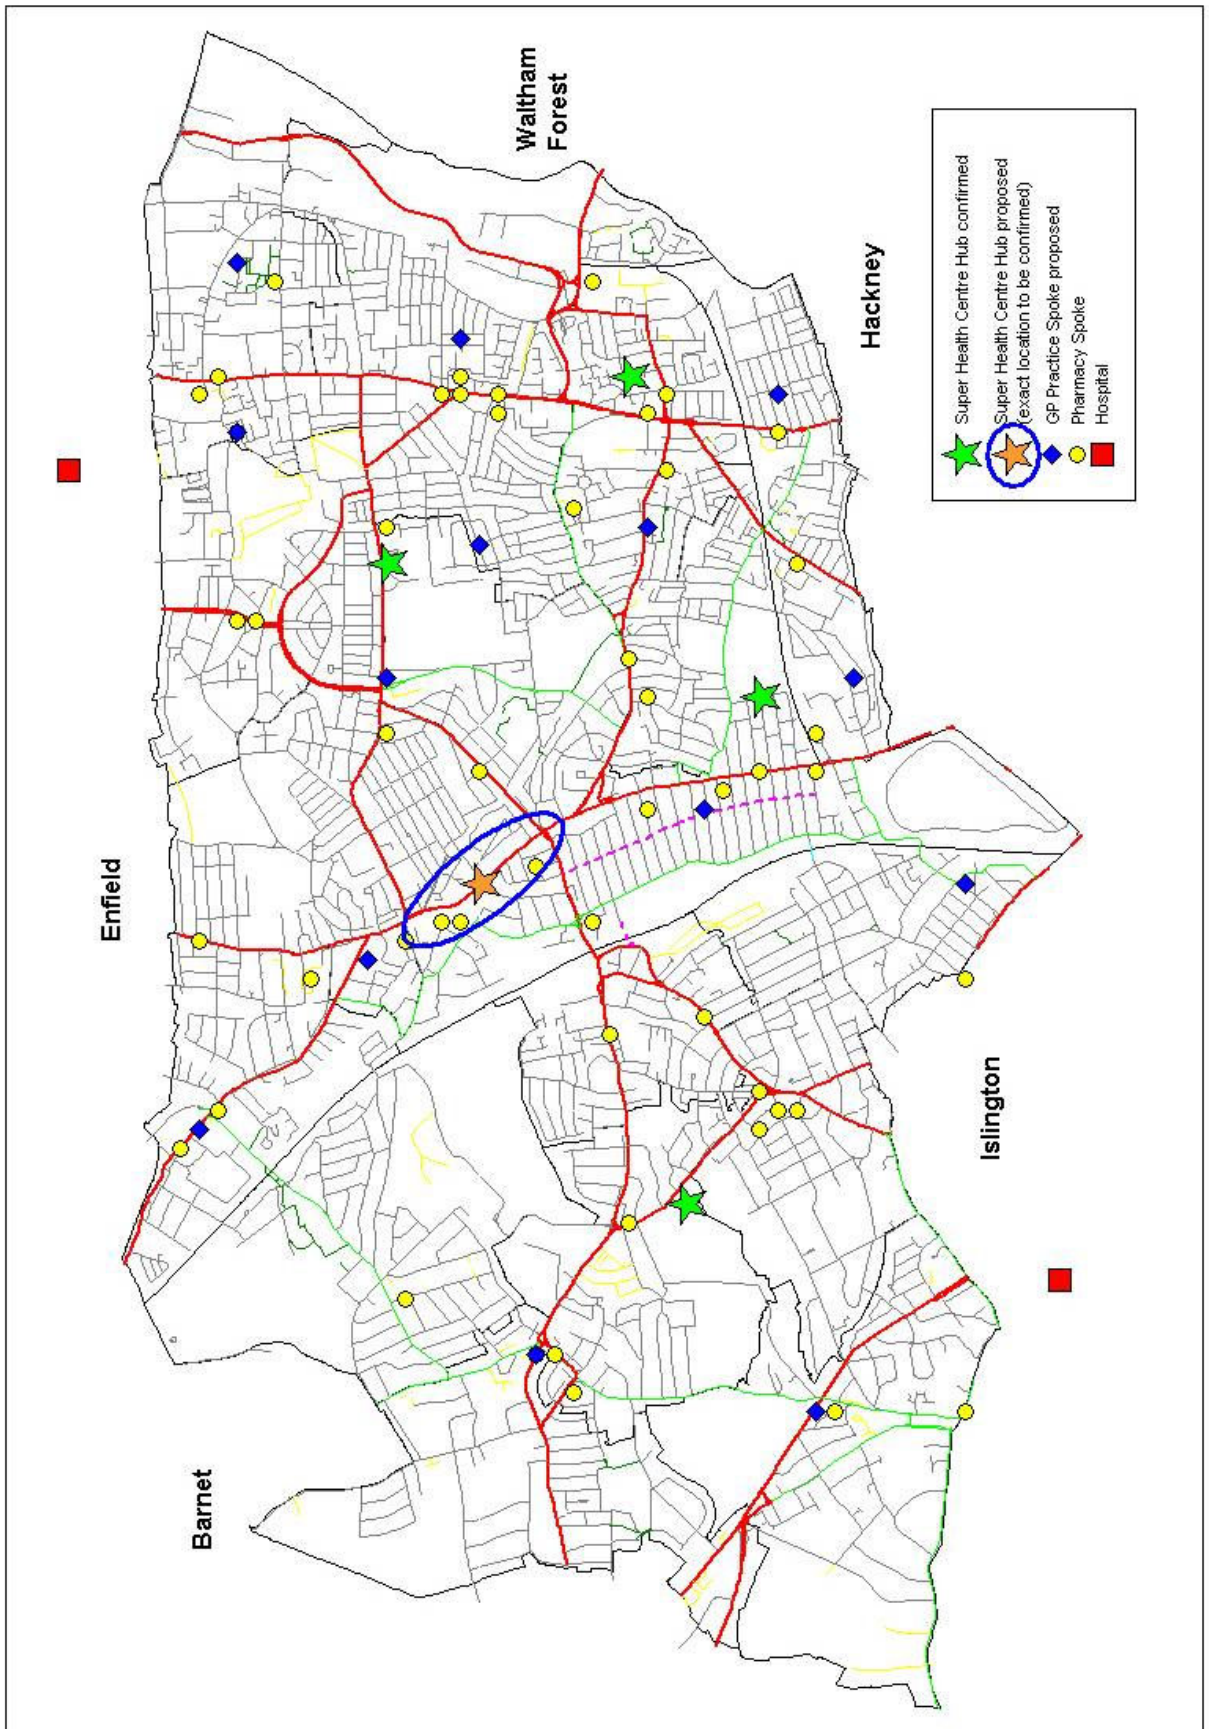 Enfield
Barnet
Waltham
Forest
Hackney
Islington
Super Health Centre Hub confirmed
Super Health Centre Hub proposed
(exact location to be confirmed)
GP Practice Spoke proposed
Pharmacy Spoke
Hospital